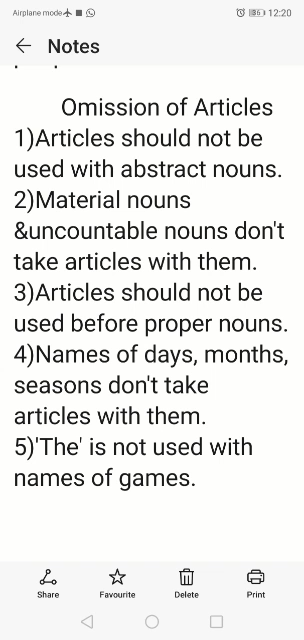 Airplane mode 86 12:20
Notes
Omission of Articles
1)Articles should not be
used with abstract nouns.
2)Material nouns
&uncountable nouns don't
take articles with them.
3)Articles should not be
used before proper nouns.
4)Names of days, months,
seasons don't take
articles with them.
5)'The' is not used with
names of games.
Share Favourite Delete Print